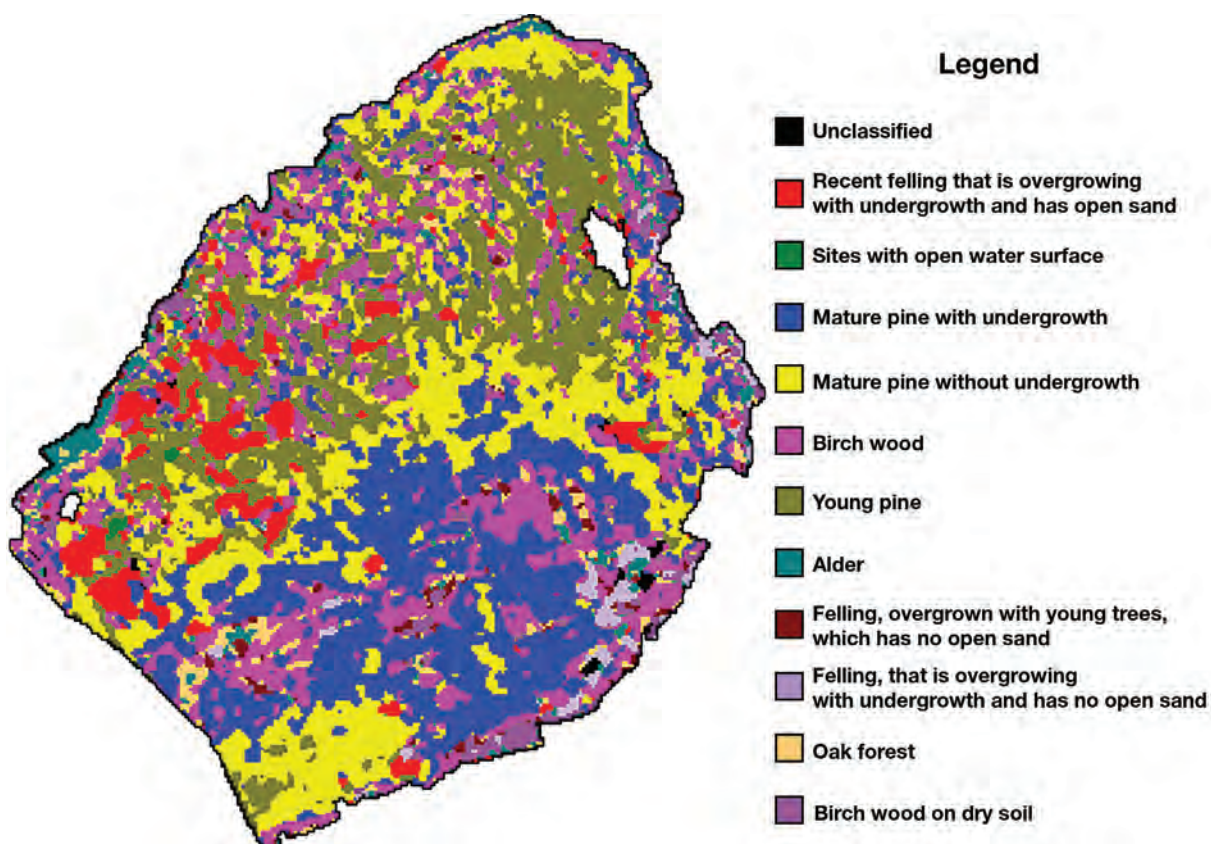 Legend
Unclassified
Recent felling that is overgrowing
with undergrowth and has open sand
Sites with open water surface
Mature pine with undergrowth
Mature pine without undergrowth
Birch wood
Young pine
Alder
Felling, overgrown with young trees,
which has no open sand
Felling, that is overgrowing
with undergrowth and has no open sand
Oak forest
Birch wood on dry soil